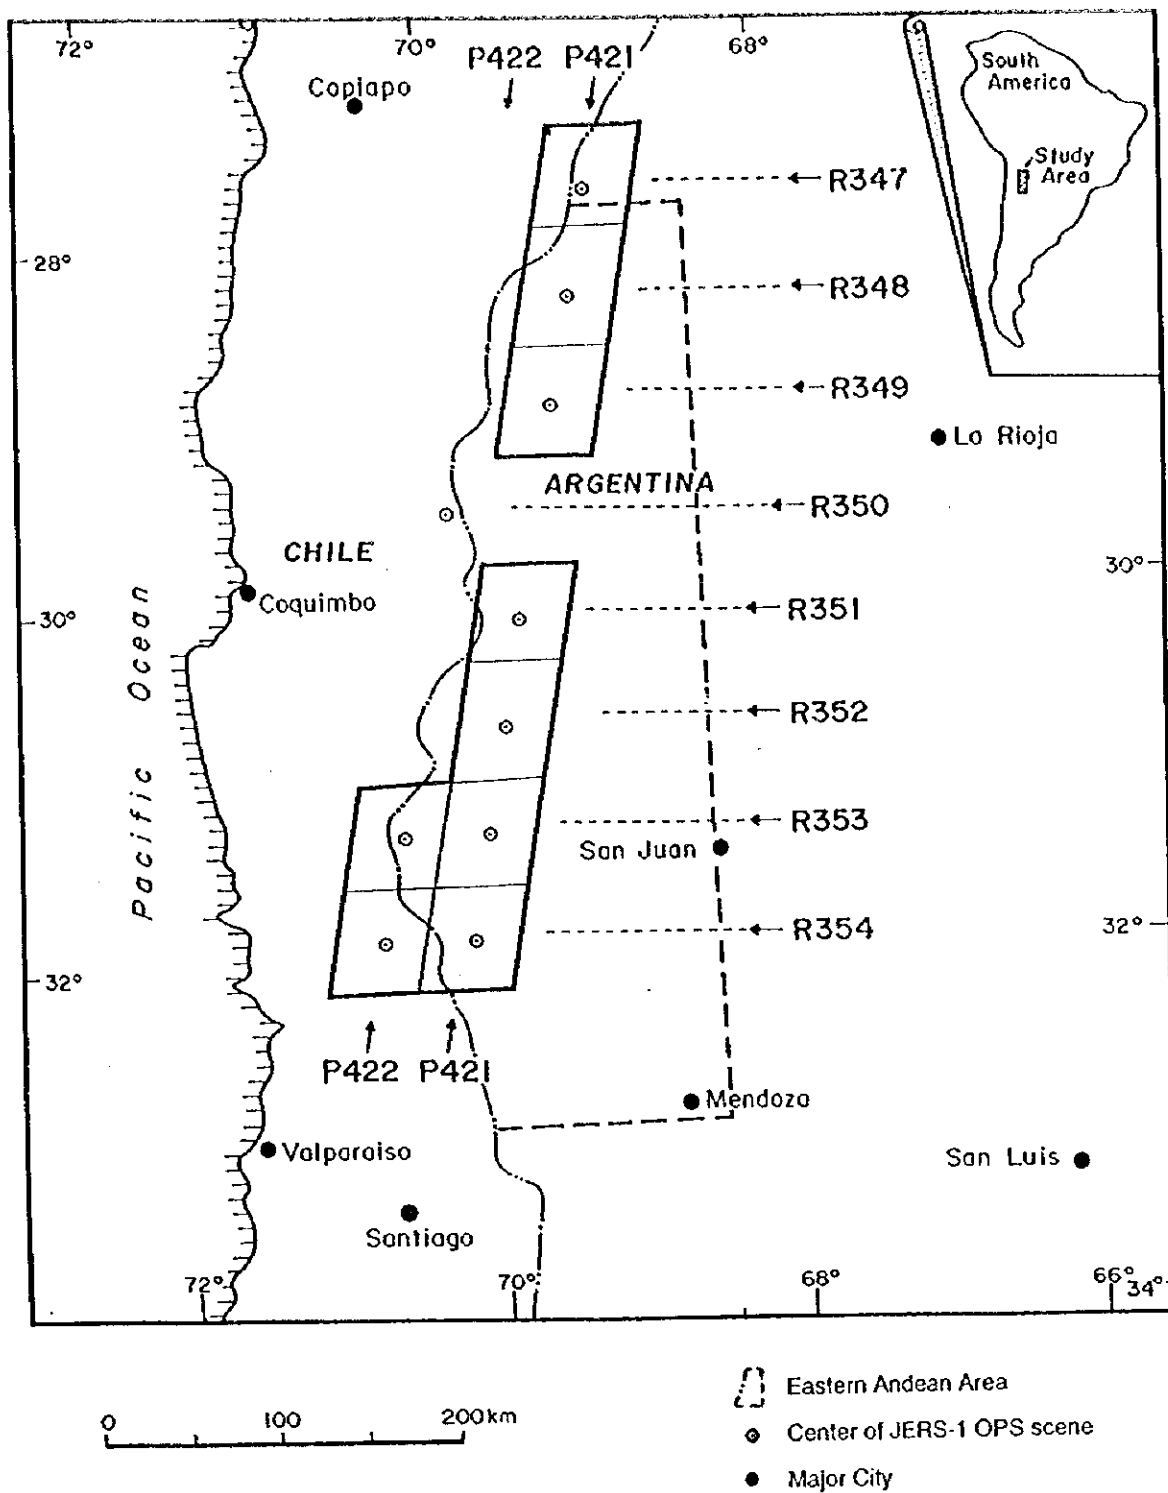 72°
70°
68°
P422 P421
Copiapo
South
America
Study
Area
R347
28°
R348
R349
La Rioja
ARGENTINA
R350
CHILE
30°
Coquimbo
R351
30°
Pacific Ocean
R352
R353
San Juan
R354
32°
32°
P422 P421
Mendoza
Valparaiso
San Luis
Santiago
72°
70°
68°
66°
34°
Eastern Andean Area
0 100 200km
Center of JERS-1 OPS scene
Major City